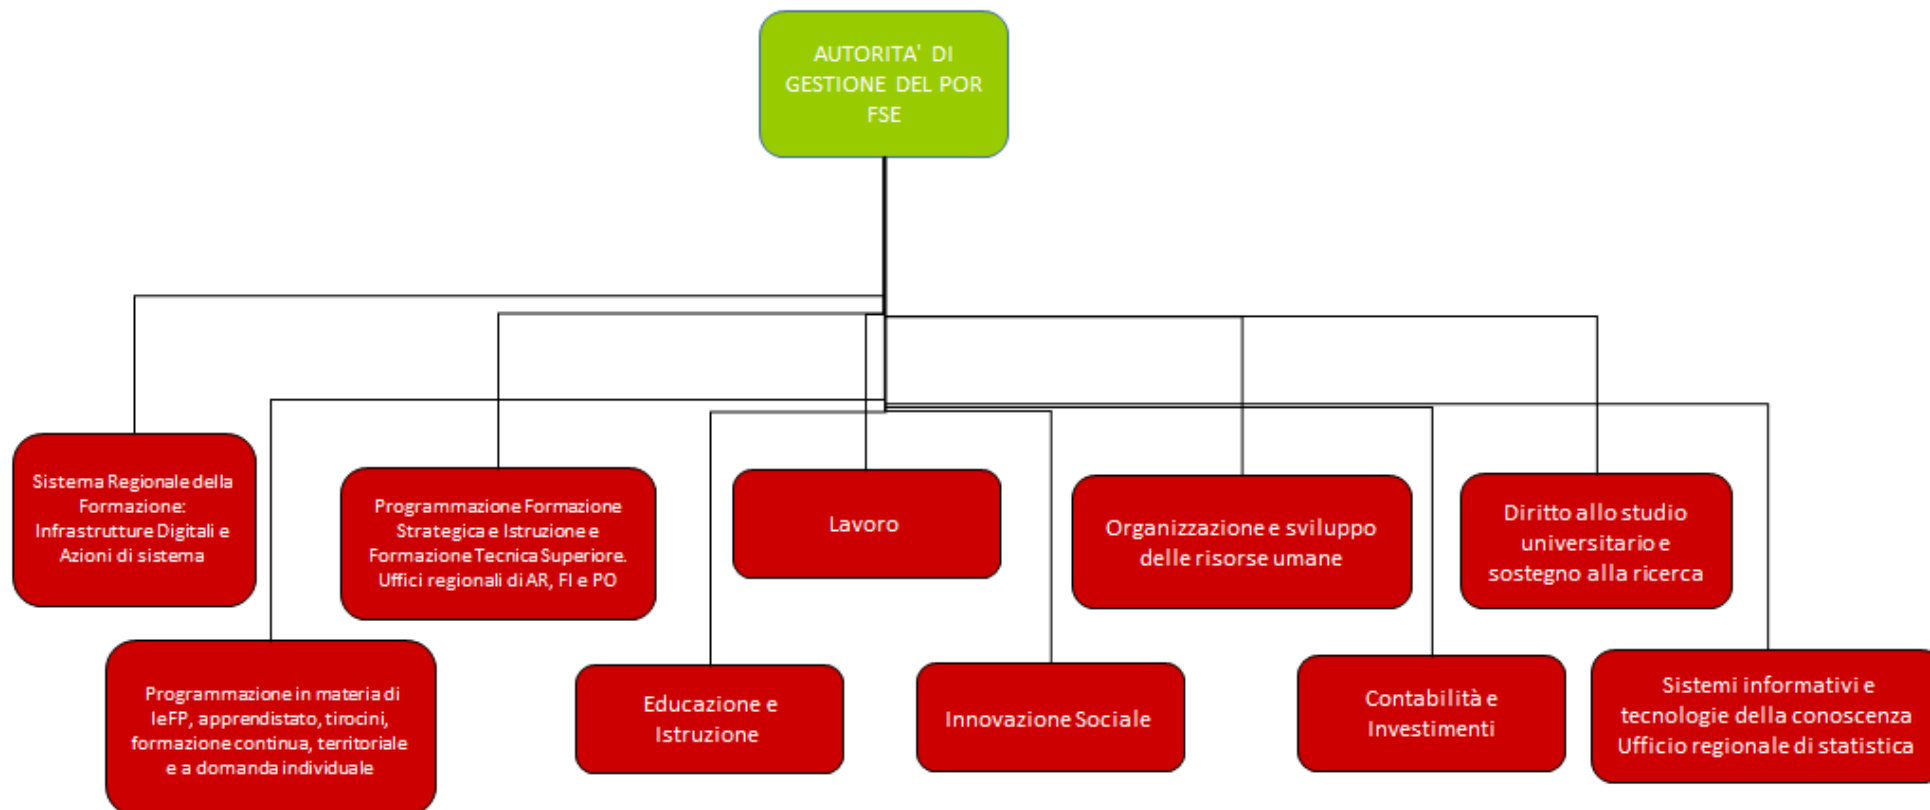 AUTORITA' DI
GESTIONE DEL POR
FSE
Sistema Regionale della
Formazione:
Infrastrutture Digitali e
Azioni di sistema
Programmazione Formazione
Strategica e Istruzione e
Formazione Tecnica Superiore.
Uffici regionali di AR, FI e PO
Lavoro
Organizzazione e sviluppo
delle risorse umane
Diritto allo studio
universitario e
sostegno alla ricerca
Programmazione in materia di
IeFP, apprendistato, tirocini,
formazione continua, territoriale
e a domanda individuale
Educazione e
Istruzione
Innovazione Sociale
Contabilità e
Investimenti
Sistemi informativi e
tecnologie della conoscenza
Ufficio regionale di statistica